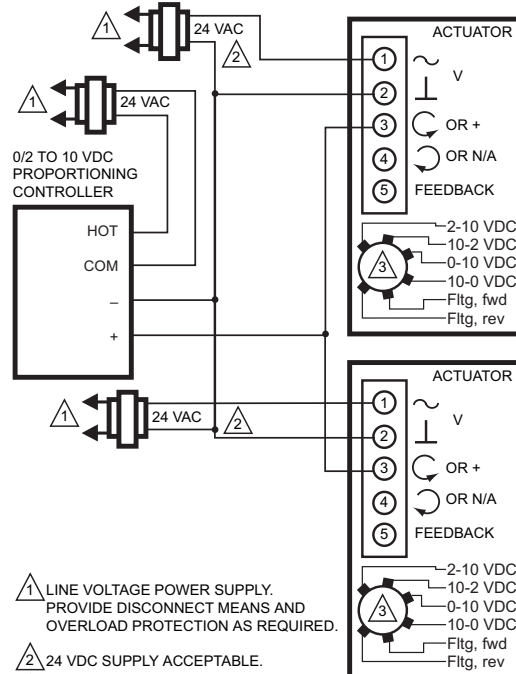 1
24 VAC
2
1
24 VAC
0/2 TO 10 VDC
PROPORTIONING
CONTROLLER
HOT
COM
–
+
ACTUATOR
1
V
2
3 OR +
4 OR N/A
5 FEEDBACK
3
2-10 VDC
10-2 VDC
0-10 VDC
10-0 VDC
Fltg, fwd
Fltg, rev
1
24 VAC
2
ACTUATOR
1
V
2
3 OR +
4 OR N/A
5 FEEDBACK
3
2-10 VDC
10-2 VDC
0-10 VDC
10-0 VDC
Fltg, fwd
Fltg, rev
1 LINE VOLTAGE POWER SUPPLY.
PROVIDE DISCONNECT MEANS AND
OVERLOAD PROTECTION AS REQUIRED.
2 24 VDC SUPPLY ACCEPTABLE.